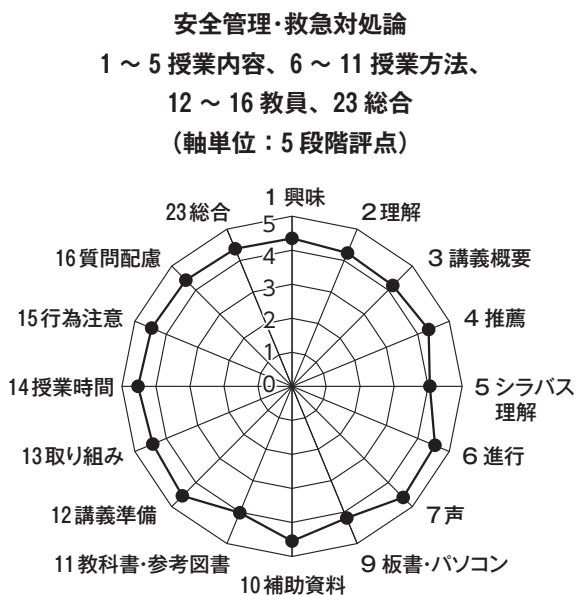 安全管理･救急対処論
1 ～ 5 授業内容、6 ～ 11 授業方法、
12 ～ 16 教員、23 総合
（軸単位：5 段階評点）
1 興味
2 理解
3 講義概要
4 推薦
5 シラバス
理解
6 進行
7 声
9 板書･パソコン
10 補助資料
11 教科書･参考図書
12 講義準備
13 取り組み
14 授業時間
15 行為注意
16 質問配慮
23 総合
5
4
3
2
1
0